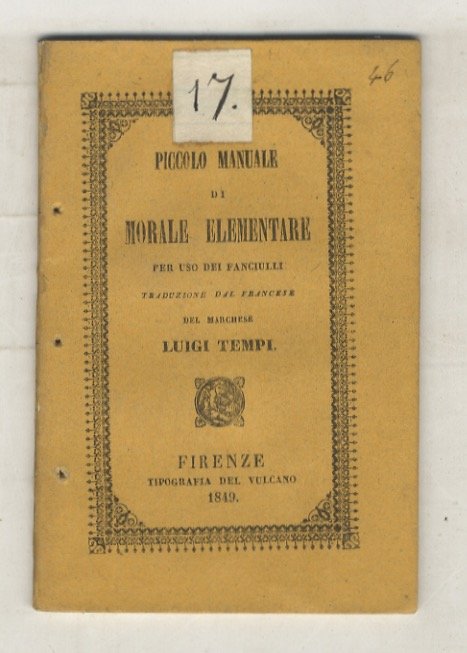 46
17.
PICCOLO MANUALE
DI
MORALE ELEMENTARE
PER USO DEI FANCIULLI
TRADUZIONE DAL FRANCESE
DEL MARCHESE
LUIGI TEMPI.
FIRENZE
TIPOGRAFIA DEL VULCANO
1849.